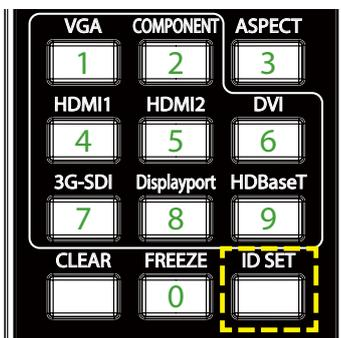 VGA COMPONENT ASPECT
1 2 3
HDMI1 HDMI2 DVI
4 5 6
3G-SDI Displayport HDBaseT
7 8 9
CLEAR FREEZE ID SET
0